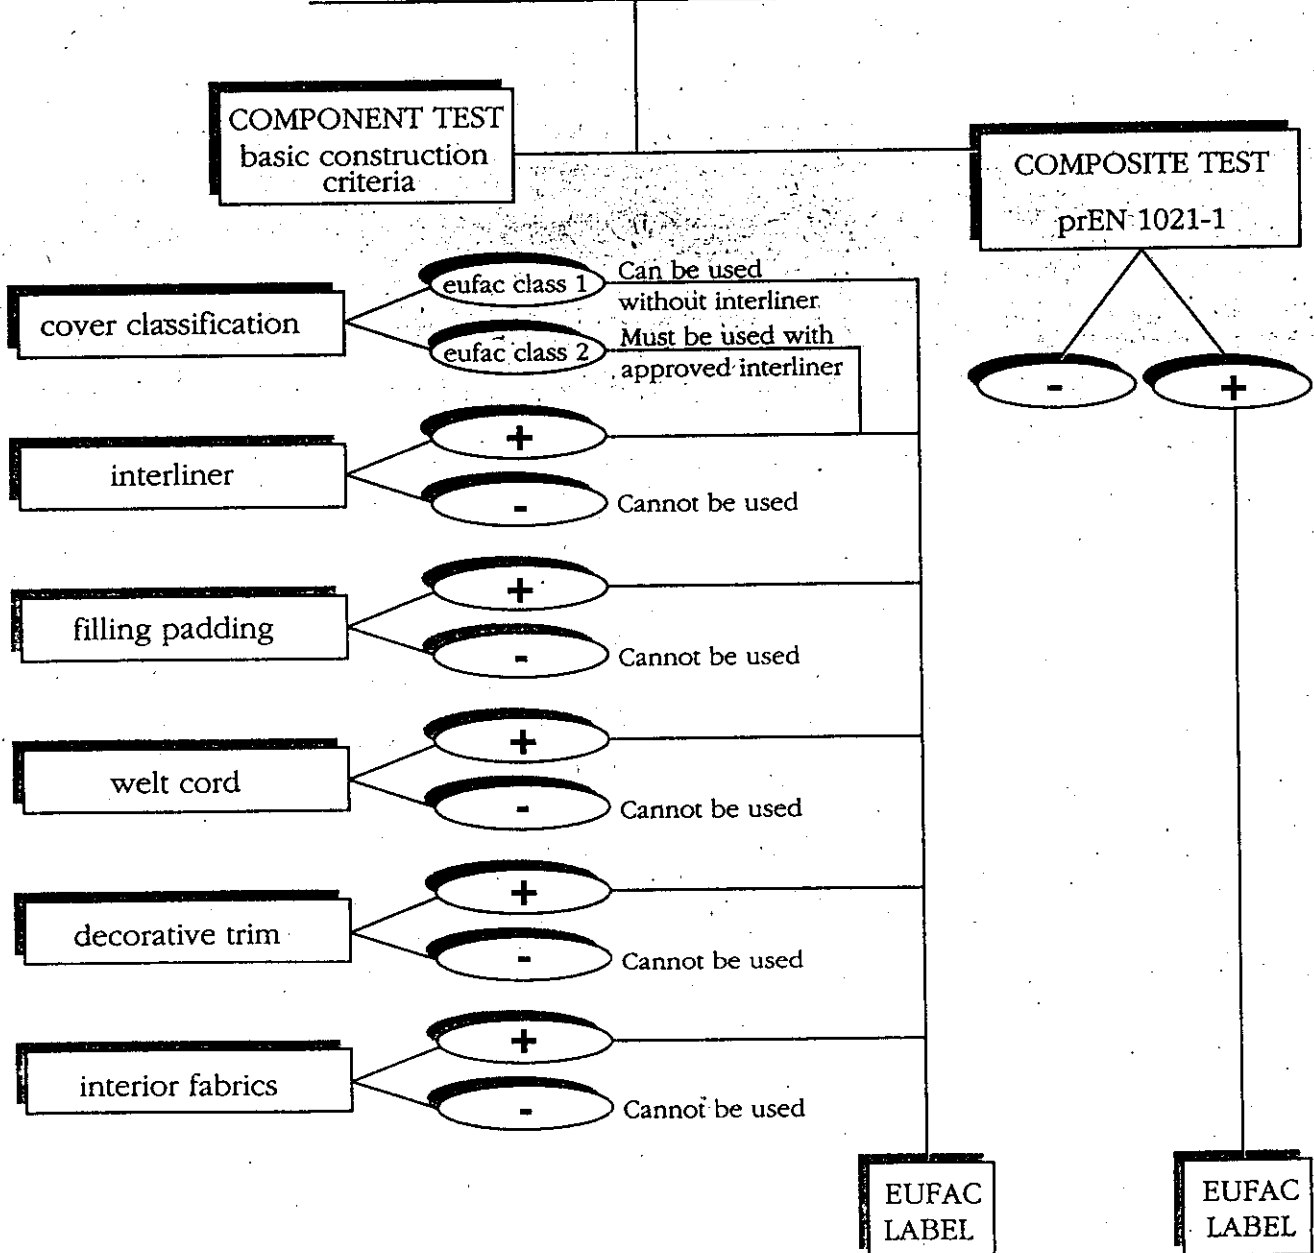 COMPONENT TEST
basic construction
criteria
COMPOSITE TEST
prEN 1021-1
cover classification
eufac class 1
Can be used
without interliner
eufac class 2
Must be used with
approved interliner
-
+
interliner
+
-
Cannot be used
filling padding
+
-
Cannot be used
welt cord
+
-
Cannot be used
decorative trim
+
-
Cannot be used
interior fabrics
+
-
Cannot be used
EUFAC
LABEL
EUFAC
LABEL